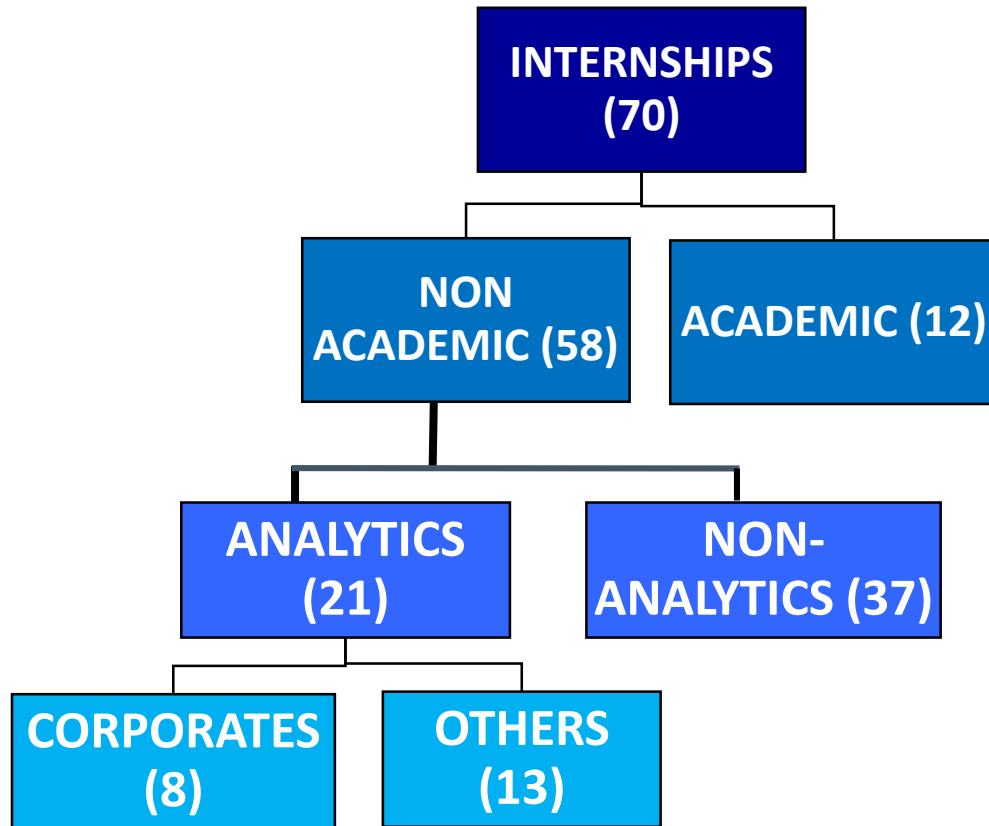 INTERNSHIPS
(70)
NON
ACADEMIC (58)
ACADEMIC (12)
ANALYTICS
(21)
NON-
ANALYTICS (37)
CORPORATES
(8)
OTHERS
(13)